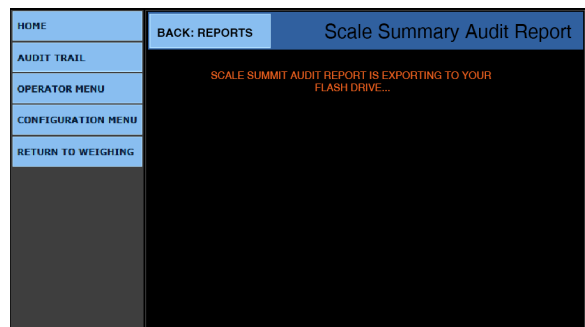 HOME
AUDIT TRAIL
OPERATOR MENU
CONFIGURATION MENU
RETURN TO WEIGHING
BACK: REPORTS
Scale Summary Audit Report
SCALE SUMMIT AUDIT REPORT IS EXPORTING TO YOUR
FLASH DRIVE...